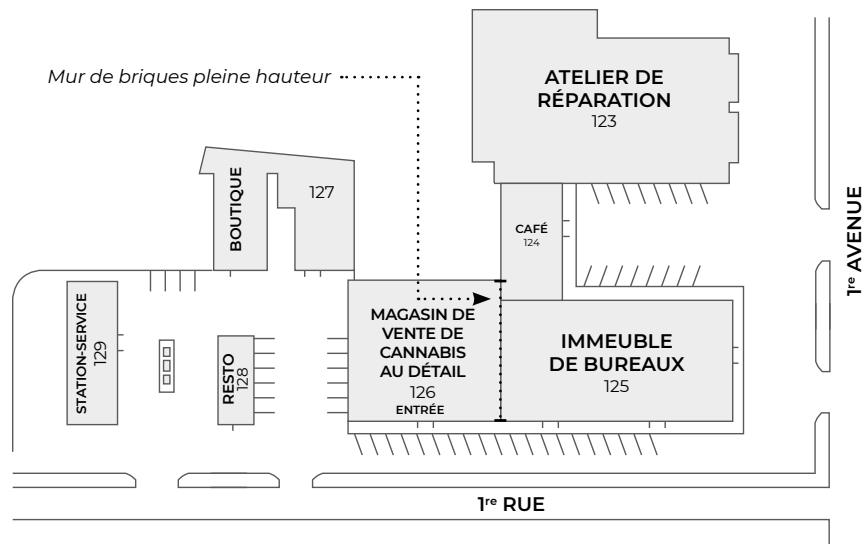 Mur de briques pleine hauteur
ATELIER DE
RÉPARATION
123
BOUTIQUE
127
CAFÉ
124
1re AVENUE
STATION-SERVICE
129
RESTO
128
MAGASIN DE
VENTE DE
CANNABIS
AU DÉTAIL
126
ENTRÉE
IMMEUBLE
DE BUREAUX
125
1re RUE